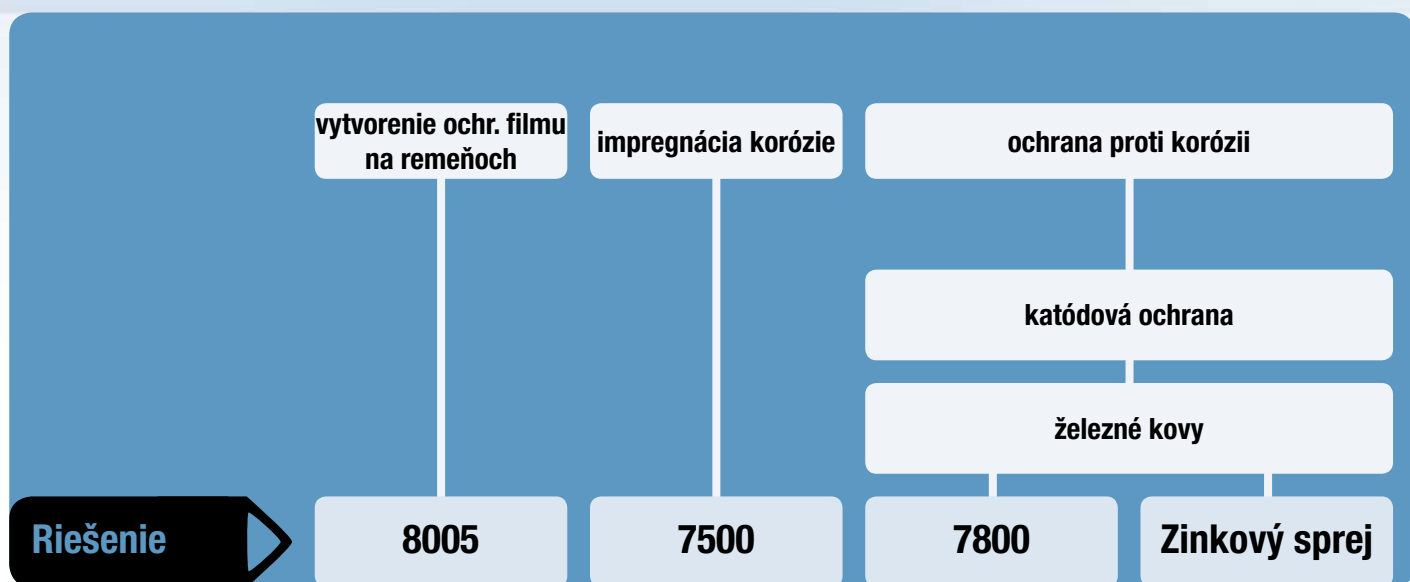 vytvorenie ochr. filmu
na remeňoch
impregnácia korózie
ochrana proti korózii
katódová ochrana
železné kovy
Riešenie
8005
7500
7800
Zinkový sprej